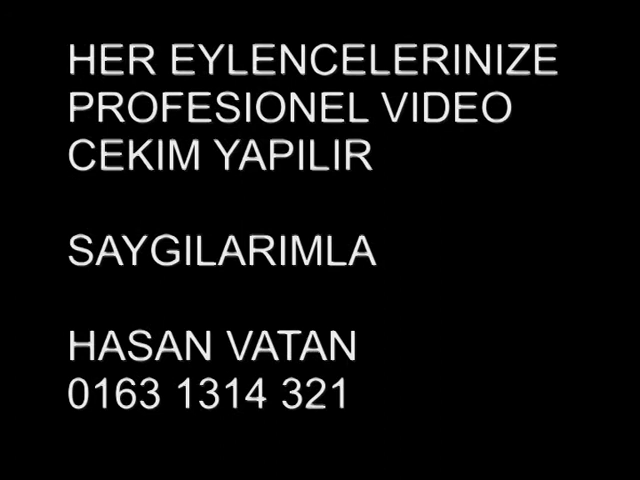 HER EYLENCELERINIZE
PROFESIONEL VIDEO
CEKIM YAPILIR
SAYGILARIMLA
HASAN VATAN
0163 1314 321